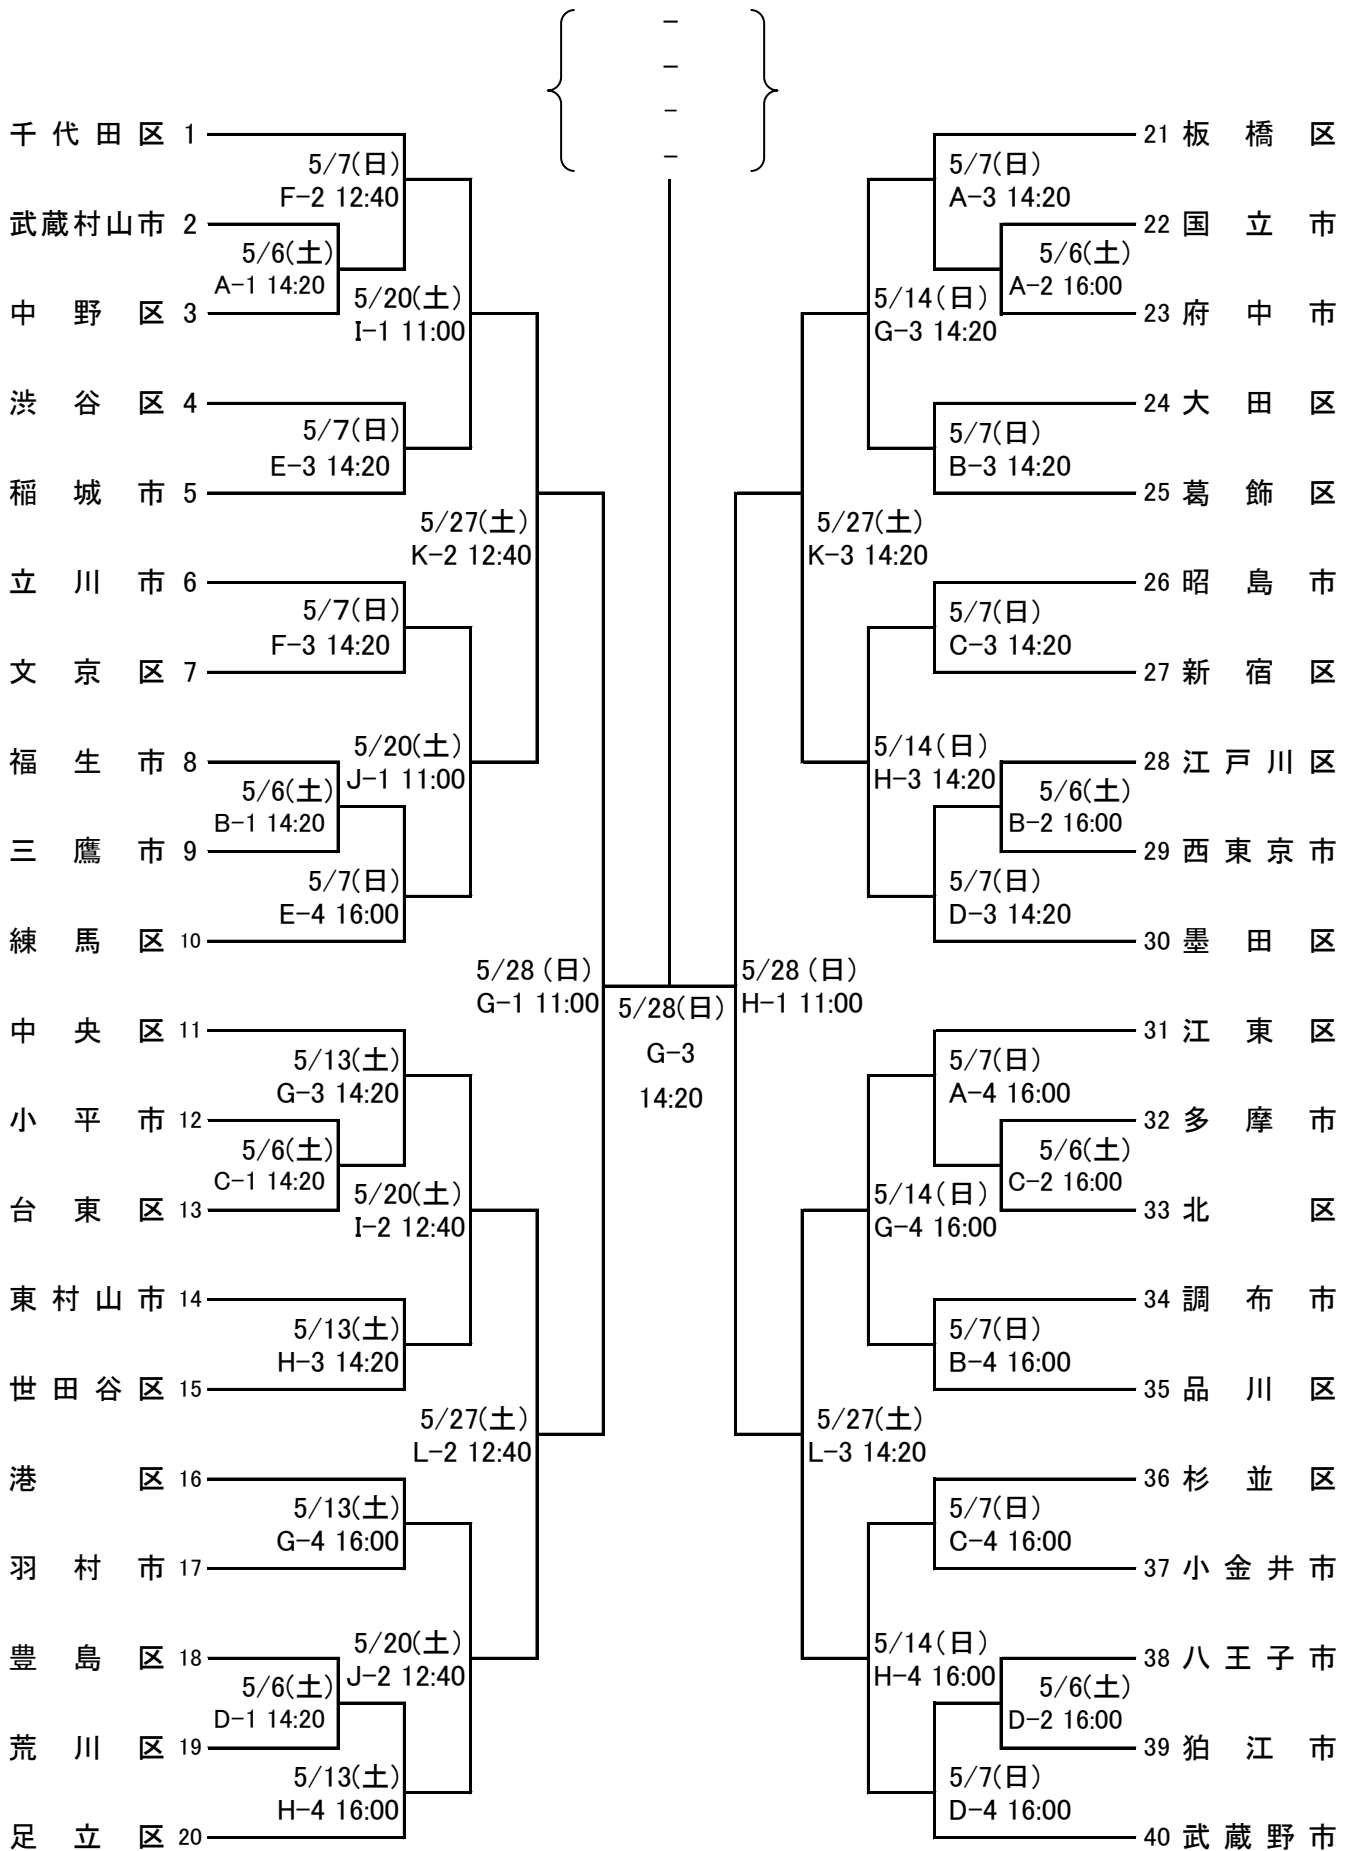 －
－
－
－
千代田区 1
5/7(日)
F-2 12:40
武蔵村山市 2
5/6(土)
A-1 14:20
中野区 3
5/20(土)
I-1 11:00
渋谷区 4
5/7(日)
E-3 14:20
稲城市 5
5/27(土)
K-2 12:40
立川市 6
5/7(日)
F-3 14:20
文京区 7
福生市 8
5/20(土)
J-1 11:00
5/6(土)
B-1 14:20
三鷹市 9
5/7(日)
E-4 16:00
練馬区 10
5/28(日)
G-1 11:00
中央区 11
5/13(土)
G-3 14:20
小平市 12
5/6(土)
C-1 14:20
台東区 13
5/20(土)
I-2 12:40
東村山市 14
5/13(土)
H-3 14:20
世田谷区 15
5/27(土)
L-2 12:40
港区 16
5/13(土)
G-4 16:00
羽村市 17
豊島区 18
5/20(土)
J-2 12:40
5/6(土)
D-1 14:20
荒川区 19
5/13(土)
H-4 16:00
足立区 20
5/28(日)
G-3
14:20
21 板橋区
5/7(日)
A-3 14:20
22 国立市
5/6(土)
A-2 16:00
23 府中市
5/14(日)
G-3 14:20
24 大田区
5/7(日)
B-3 14:20
25 葛飾区
5/27(土)
K-3 14:20
26 昭島市
5/7(日)
C-3 14:20
27 新宿区
5/14(日)
H-3 14:20
28 江戸川区
5/6(土)
B-2 16:00
29 西東京市
5/7(日)
D-3 14:20
30 墨田区
5/28(日)
H-1 11:00
31 江東区
5/7(日)
A-4 16:00
32 多摩市
5/6(土)
C-2 16:00
33 北区
5/14(日)
G-4 16:00
34 調布市
5/7(日)
B-4 16:00
35 品川区
5/27(土)
L-3 14:20
36 杉並区
5/7(日)
C-4 16:00
37 小金井市
5/14(日)
H-4 16:00
38 八王子市
5/6(土)
D-2 16:00
39 狛江市
5/7(日)
D-4 16:00
40 武蔵野市